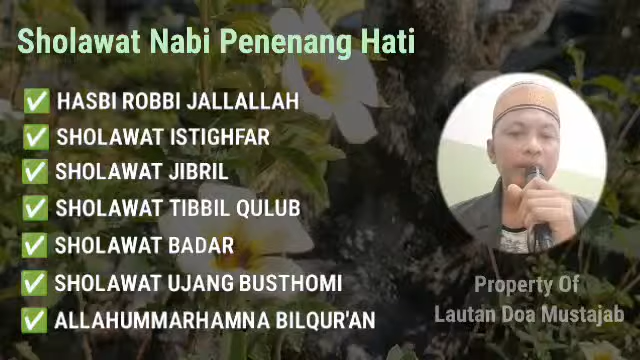 Sholawat Nabi Penenang Hati
✅ HASBI ROBBI JALLALLAH
✅ SHOLAWAT ISTIGHFAR
✅ SHOLAWAT JIBRIL
✅ SHOLAWAT TIBBIL QULUB
✅ SHOLAWAT BADAR
✅ SHOLAWAT UJANG BUSTHOMI
✅ ALLAHUMMARHAMNA BILQUR'AN
Property Of
Lautan Doa Mustajab